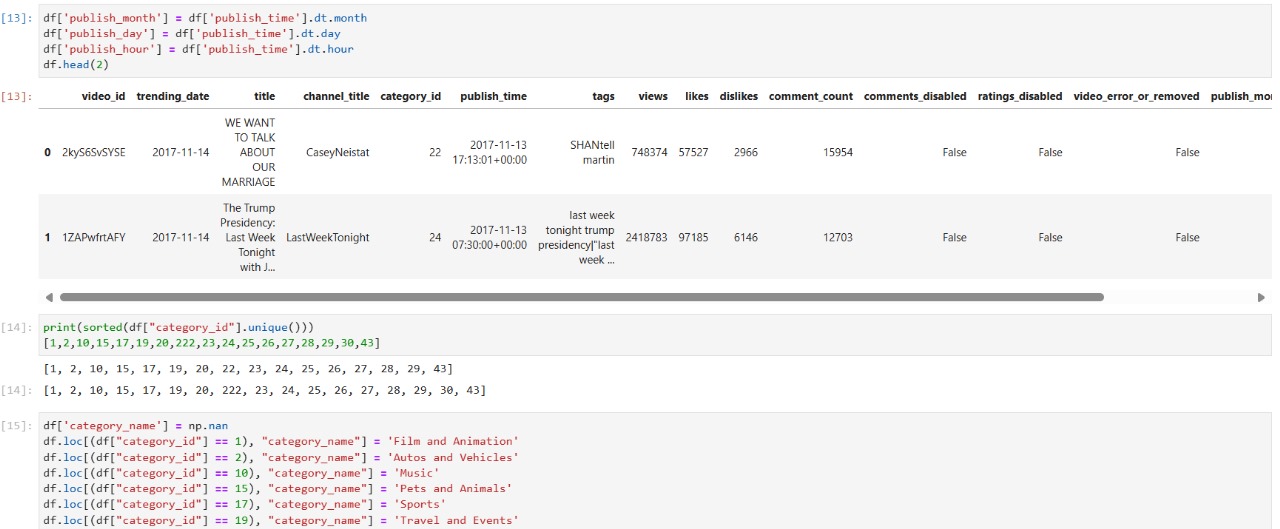 [13]: df['publish_month'] = df['publish_time'].dt.month
df['publish_day'] = df['publish_time'].dt.day
df['publish_hour'] = df['publish_time'].dt.hour
df.head(2)
[13]: video_id trending_date title channel_title category_id publish_time tags views likes dislikes comment_count comments_disabled ratings_disabled video_error_or_removed publish_mo
WE WANT
TO TALK
ABOUT
OUR
MARRIAGE
0 2kyS6SvSYSE 2017-11-14 CaseyNeistat 22 2017-11-13 17:13:01+00:00 SHANtell martin 748374 57527 2966 15954 False False False
The Trump
Presidency:
Last Week
Tonight
with J...
1 1ZAPwfrtAFY 2017-11-14 LastWeekTonight 24 2017-11-13 07:30:00+00:00 last week tonight trump presidency|"last week ... 2418783 97185 6146 12703 False False False
[14]: print(sorted(df["category_id"].unique()))
[1,2,10,15,17,19,20,222,23,24,25,26,27,28,29,30,43]
[1, 2, 10, 15, 17, 19, 20, 22, 23, 24, 25, 26, 27, 28, 29, 43]
[14]: [1, 2, 10, 15, 17, 19, 20, 222, 23, 24, 25, 26, 27, 28, 29, 30, 43]
[15]: df['category_name'] = np.nan
df.loc[(df["category_id"] == 1), "category_name"] = 'Film and Animation'
df.loc[(df["category_id"] == 2), "category_name"] = 'Autos and Vehicles'
df.loc[(df["category_id"] == 10), "category_name"] = 'Music'
df.loc[(df["category_id"] == 15), "category_name"] = 'Pets and Animals'
df.loc[(df["category_id"] == 17), "category_name"] = 'Sports'
df.loc[(df["category_id"] == 19), "category_name"] = 'Travel and Events'